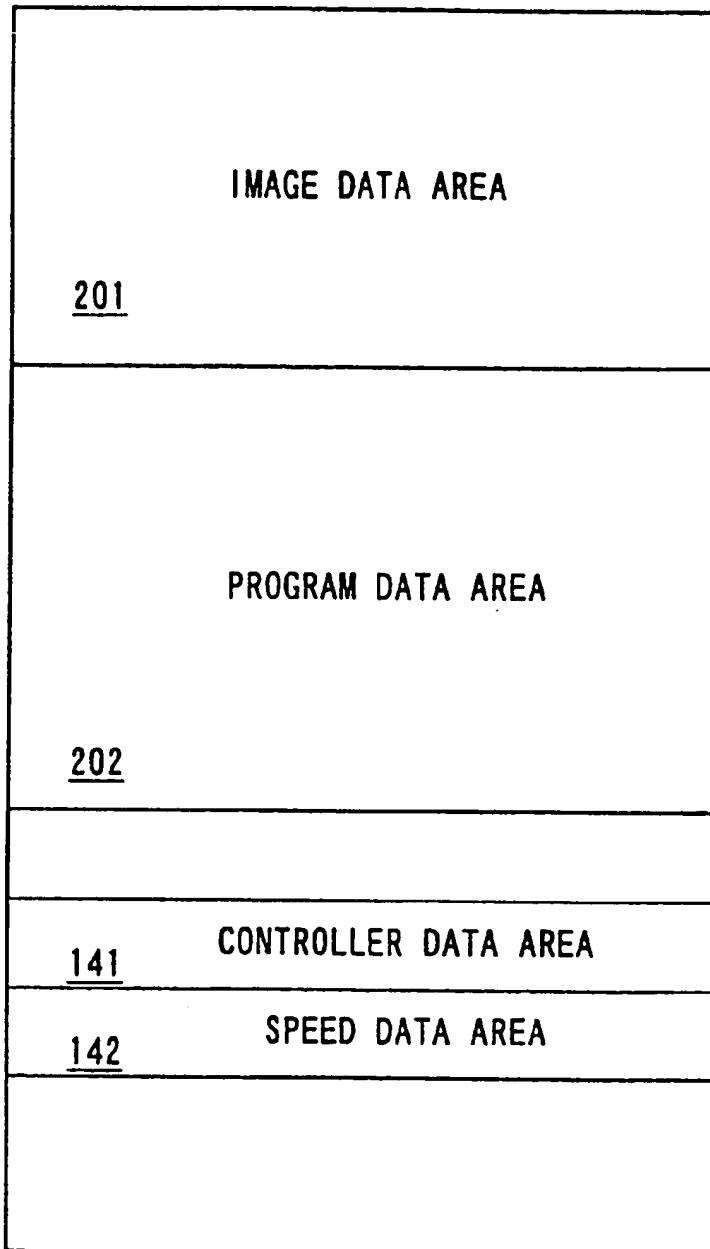 IMAGE DATA AREA
201
PROGRAM DATA AREA
202
CONTROLLER DATA AREA
141
SPEED DATA AREA
142